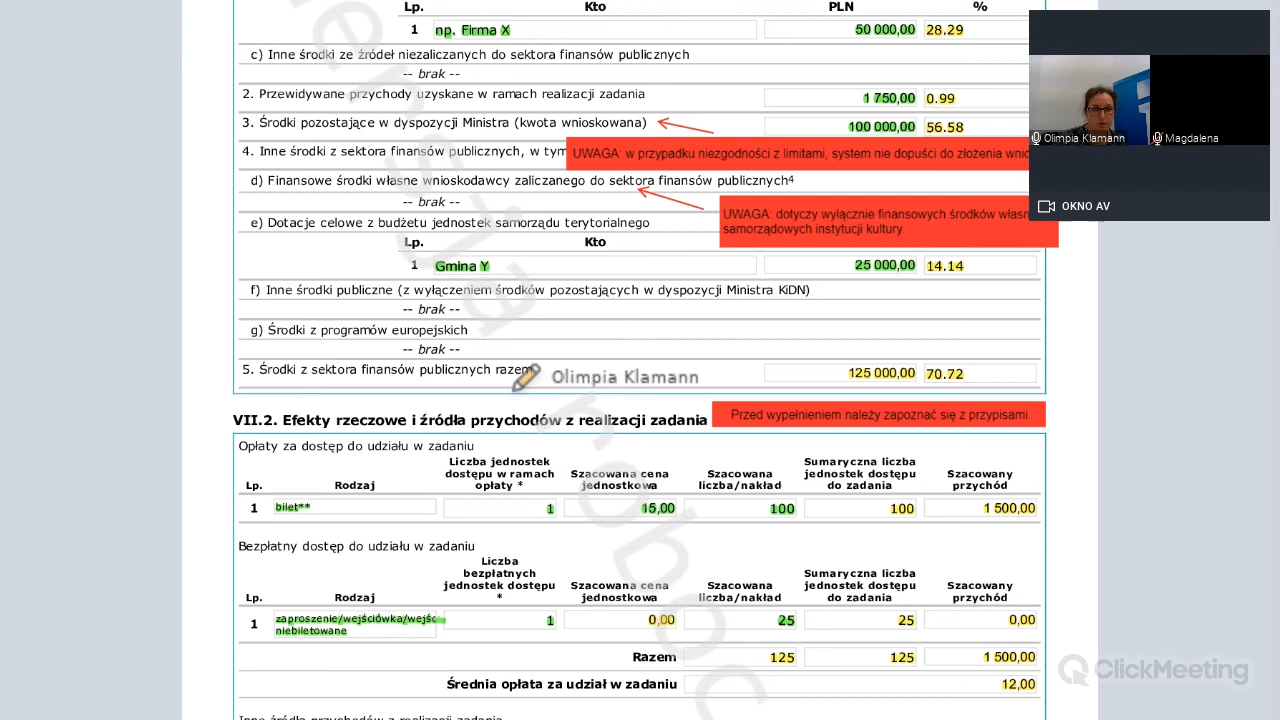 Lp. Kto PLN %
1 np. Firma X 50 000,00 28.29
c) Inne środki ze źródeł niezaliczanych do sektora finansów publicznych
-- brak --
2. Przewidywane przychody uzyskane w ramach realizacji zadania 1 750,00 0.99
3. Środki pozostające w dyspozycji Ministra (kwota wnioskowana) 100 000,00 56.58
Olimpia Klamann Magdalena
4. Inne środki z sektora finansów publicznych, w tym UWAGA: w przypadku niezgodności z limitami, system nie dopuści do złożenia wnio
d) Finansowe środki własne wnioskodawcy zaliczanego do sektora finansów publicznych4
-- brak --
OKNO AV
UWAGA: dotyczy wyłącznie finansowych środków własn
samorządowych instytucji kultury.
e) Dotacje celowe z budżetu jednostek samorządu terytorialnego
Lp. Kto
1 Gmina Y 25 000,00 14.14
f) Inne środki publiczne (z wyłączeniem środków pozostających w dyspozycji Ministra KiDN)
-- brak --
g) Środki z programów europejskich
-- brak --
5. Środki z sektora finansów publicznych razem 125 000,00 70.72
Olimpia Klamann
VII.2. Efekty rzeczowe i źródła przychodów z realizacji zadania Przed wypełnieniem należy zapoznać się z przypisami.
Opłaty za dostęp do udziału w zadaniu
Lp. Rodzaj Liczba jednostek dostępu w ramach opłaty * Szacowana cena jednostkowa Szacowana liczba/nakład Sumaryczna liczba jednostek dostępu do zadania Szacowany przychód
1 bilet** 1 15,00 100 100 1 500,00
Bezpłatny dostęp do udziału w zadaniu
Lp. Rodzaj Liczba bezpłatnych jednostek dostępu * Szacowana cena jednostkowa Szacowana liczba/nakład Sumaryczna liczba jednostek dostępu do zadania Szacowany przychód
1 zaproszenie/wejściówka/wejśc niebiletowane 1 0,00 25 25 0,00
Razem 125 125 1 500,00
ClickMeeting
Średnia opłata za udział w zadaniu 12,00
Inne źródła przychodów z realizacji zadania